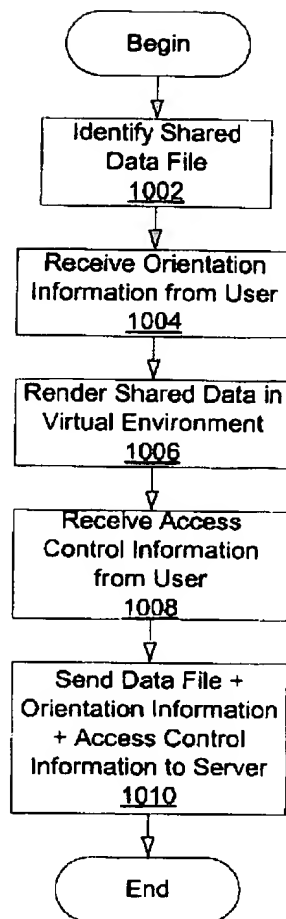 Begin
Identify Shared
Data File
1002
Receive Orientation
Information from User
1004
Render Shared Data in
Virtual Environment
1006
Receive Access
Control Information
from User
1008
Send Data File +
Orientation Information
+ Access Control
Information to Server
1010
End